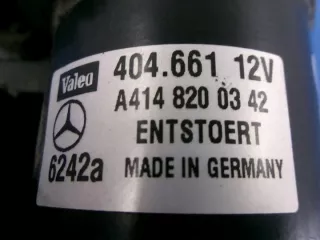 Valeo 404.661 12V
A414 820 03 42
ENTSTOERT
6242a MADE IN GERMANY